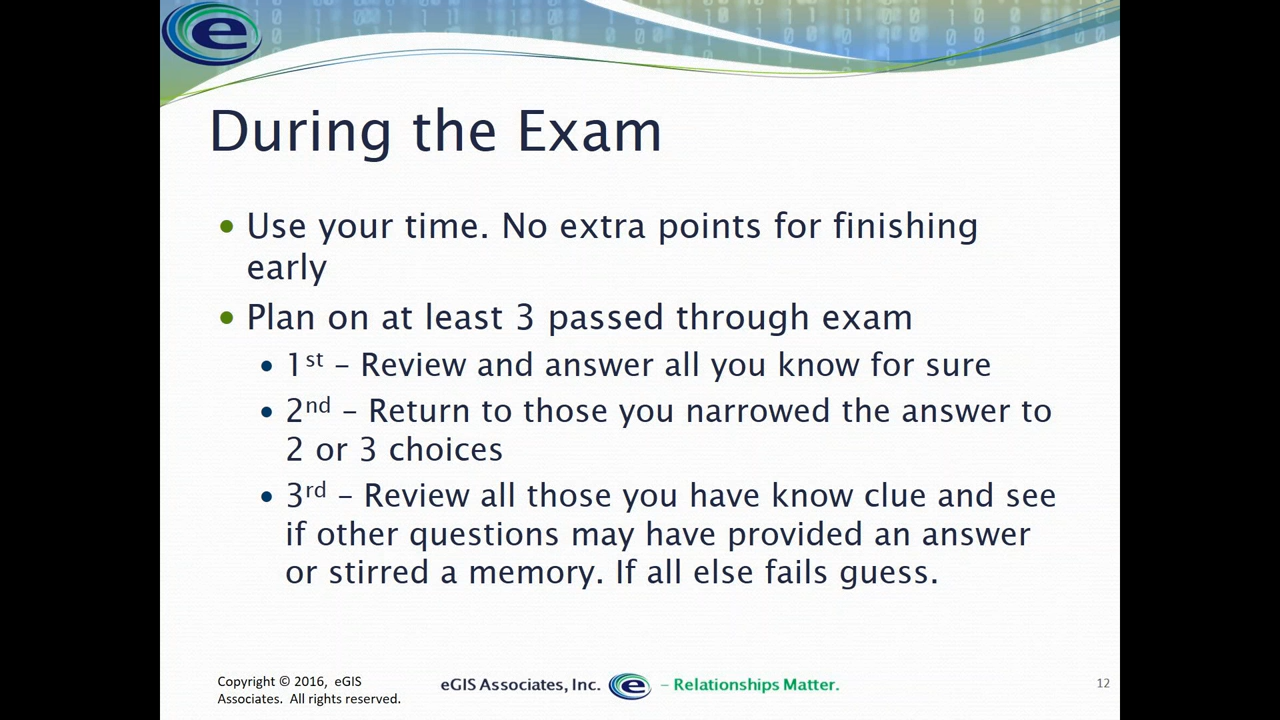 e
During the Exam
• Use your time. No extra points for finishing
early
• Plan on at least 3 passed through exam
• 1st – Review and answer all you know for sure
• 2nd – Return to those you narrowed the answer to
2 or 3 choices
• 3rd – Review all those you have know clue and see
if other questions may have provided an answer
or stirred a memory. If all else fails guess.
Copyright © 2016, eGIS
Associates. All rights reserved.
eGIS Associates, Inc. e – Relationships Matter.
12